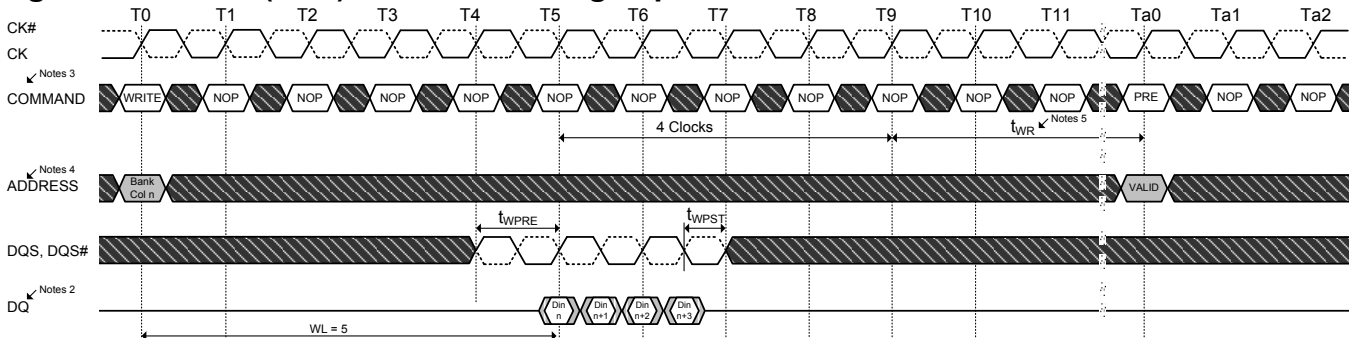 T0 T1 T2 T3 T4 T5 T6 T7 T8 T9 T10 T11 Ta0 Ta1 Ta2
CK#
CK
Notes 3
COMMAND WRITE NOP NOP NOP NOP NOP NOP NOP NOP NOP NOP NOP PRE NOP NOP
4 Clocks tWR Notes 5
Notes 4
ADDRESS Bank Col n VALID
tWPRE tWPST
DQS, DQS#
Notes 2
DQ Din n Din n+1 Din n+2 Din n+3
WL = 5